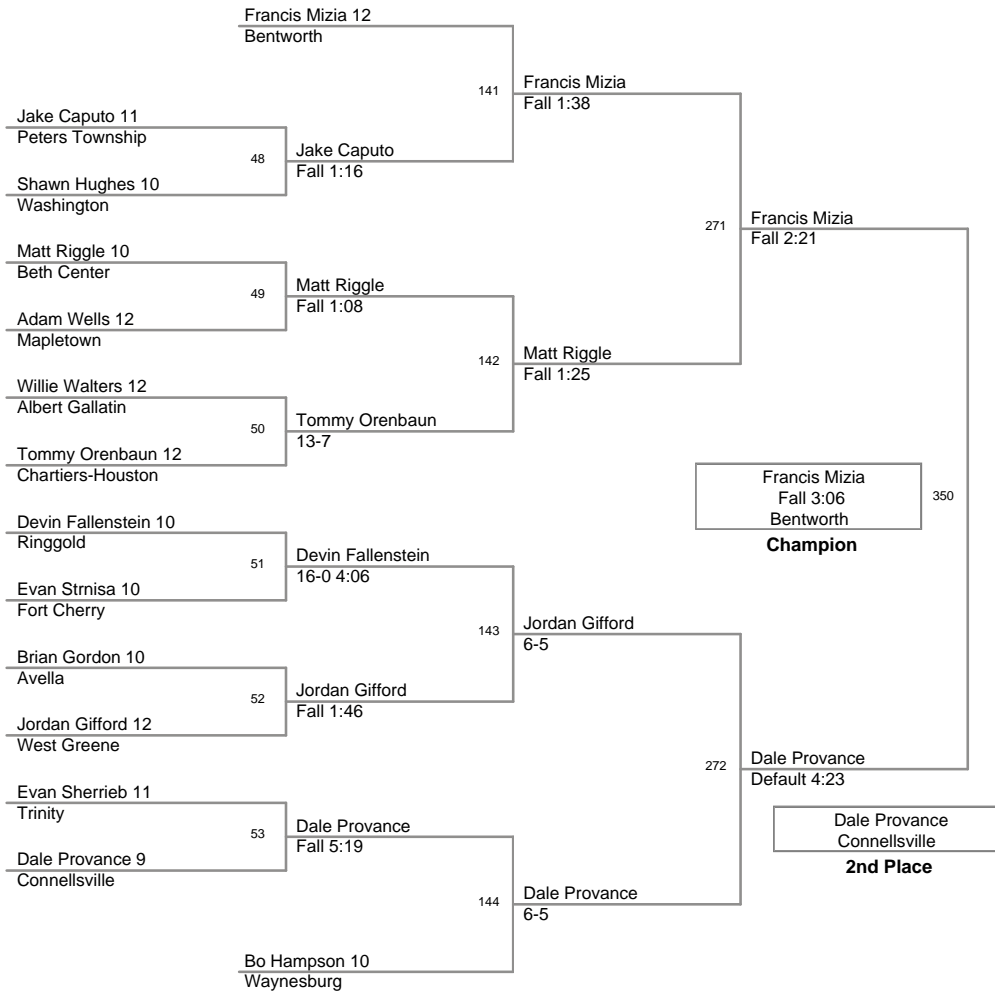 Francis Mizia 12
Bentworth
141
Francis Mizia
Fall 1:38
Jake Caputo 11
Peters Township
48
Jake Caputo
Fall 1:16
Shawn Hughes 10
Washington
271
Francis Mizia
Fall 2:21
Matt Riggle 10
Beth Center
49
Matt Riggle
Fall 1:08
Adam Wells 12
Mapletown
142
Matt Riggle
Fall 1:25
Willie Walters 12
Albert Gallatin
50
Tommy Orenbaun
13-7
Tommy Orenbaun 12
Chartiers-Houston
Francis Mizia
Fall 3:06
Bentworth
Champion
350
Devin Fallenstein 10
Ringgold
51
Devin Fallenstein
16-0 4:06
Evan Strnisa 10
Fort Cherry
143
Jordan Gifford
6-5
Brian Gordon 10
Avella
52
Jordan Gifford
Fall 1:46
Jordan Gifford 12
West Greene
272
Dale Provance
Default 4:23
Evan Sherrieb 11
Trinity
53
Dale Provance
Fall 5:19
Dale Provance 9
Connellsville
Dale Provance
Connellsville
2nd Place
144
Dale Provance
6-5
Bo Hampson 10
Waynesburg